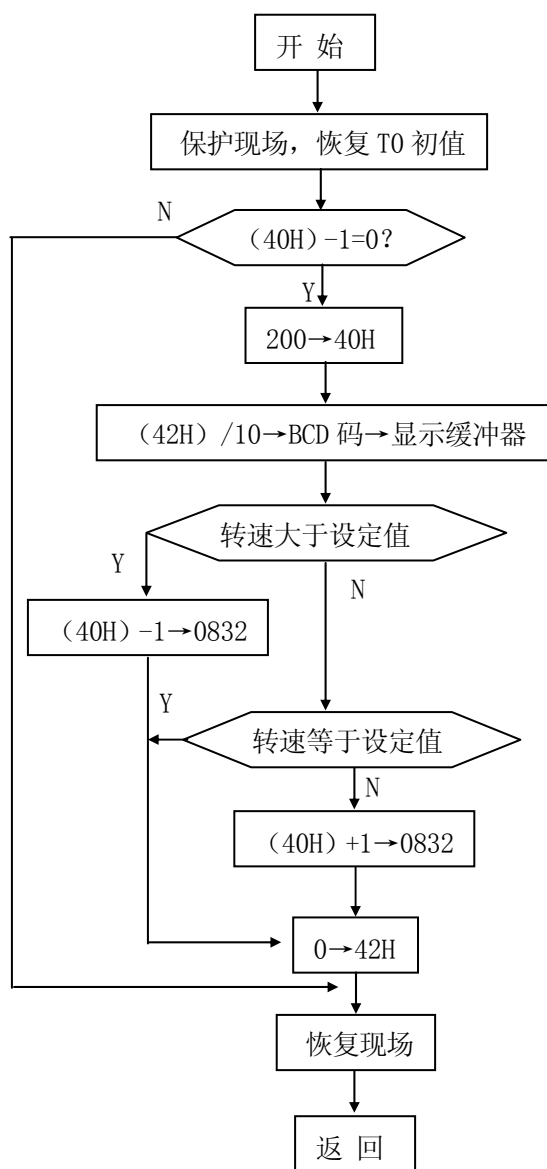 开 始
保护现场，恢复 T0 初值
N
（40H）-1=0？
Y
200→40H
（42H）/10→BCD 码→显示缓冲器
转速大于设定值
Y
N
（40H）-1→0832
Y
转速等于设定值
N
（40H）+1→0832
0→42H
恢复现场
返 回